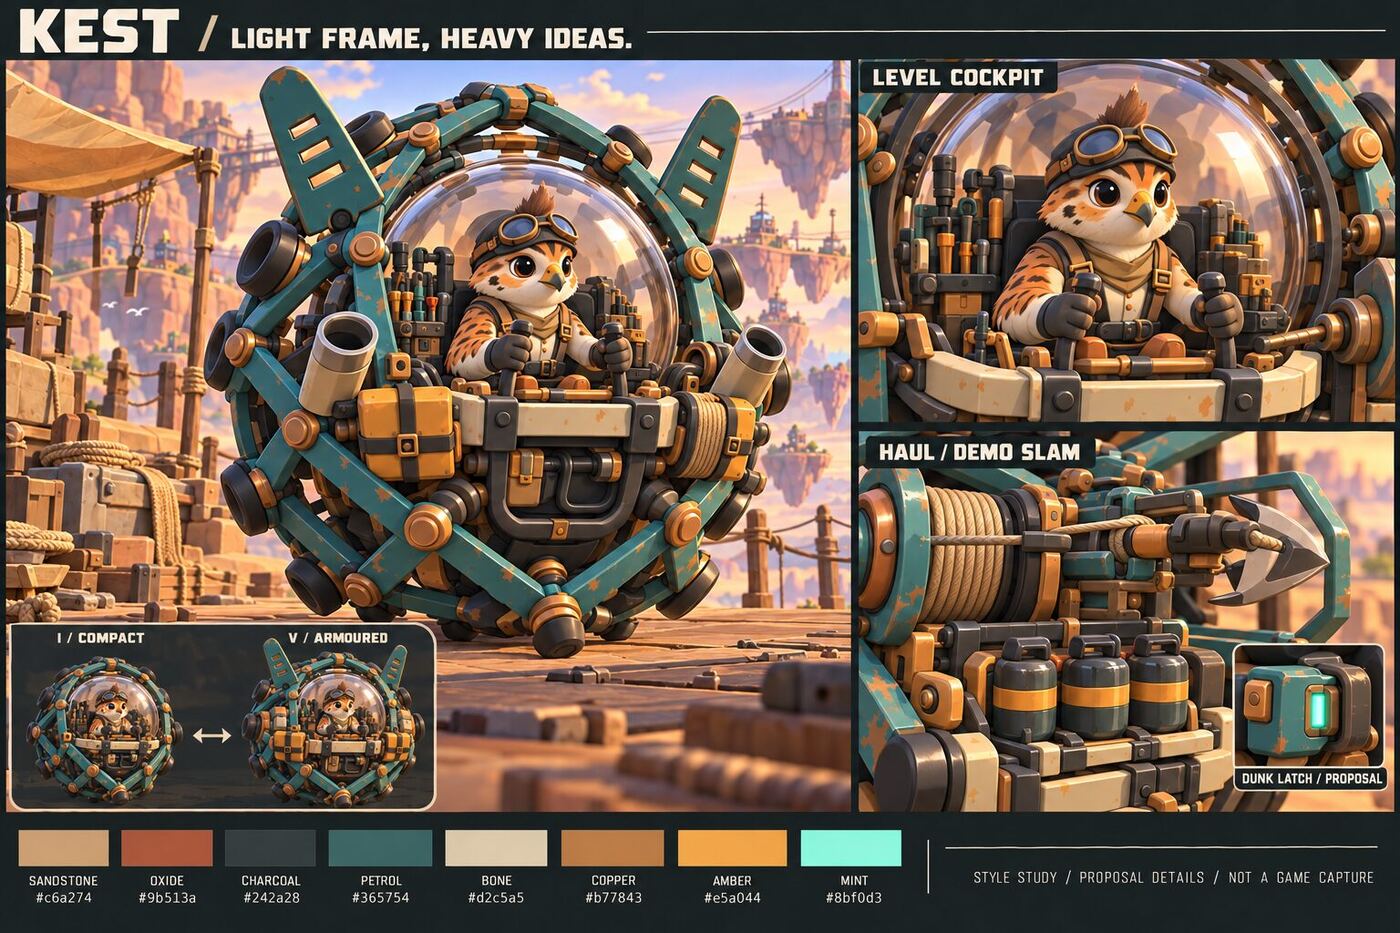 KEST / LIGHT FRAME, HEAVY IDEAS.
LEVEL COCKPIT
HAUL / DEMO SLAM
I / COMPACT
V / ARMOURED
DUNK LATCH / PROPOSAL
SANDSTONE
#c6a274
OXIDE
#9b513a
CHARCOAL
#242a28
PETROL
#365754
BONE
#d2c5a5
COPPER
#b77843
AMBER
#e5a044
MINT
#8bf0d3
STYLE STUDY / PROPOSAL DETAILS / NOT A GAME CAPTURE